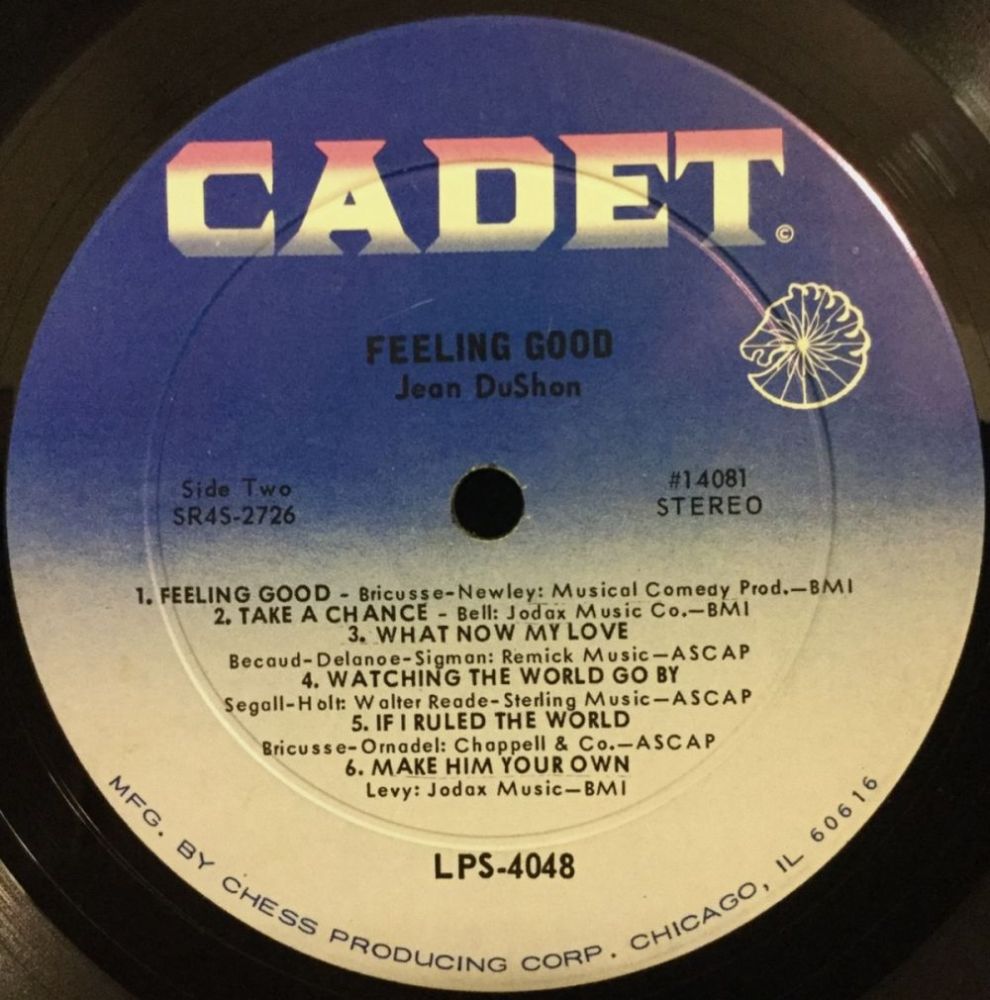 CADET ©
FEELING GOOD
Jean DuShon
Side Two
SR4S-2726
#14081
STEREO
1. FEELING GOOD - Bricusse-Newley: Musical Comedy Prod.—BMI
2. TAKE A CHANCE - Bell: Jodax Music Co.—BMI
3. WHAT NOW MY LOVE
Becaud-Delanoe-Sigman: Remick Music—ASCAP
4. WATCHING THE WORLD GO BY
Segall-Holt: Walter Reade-Sterling Music—ASCAP
5. IF I RULED THE WORLD
Bricusse-Ornadel: Chappell & Co.—ASCAP
6. MAKE HIM YOUR OWN
Levy: Jodax Music—BMI
LPS-4048
MFG. BY CHESS PRODUCING CORP. CHICAGO, IL 60616